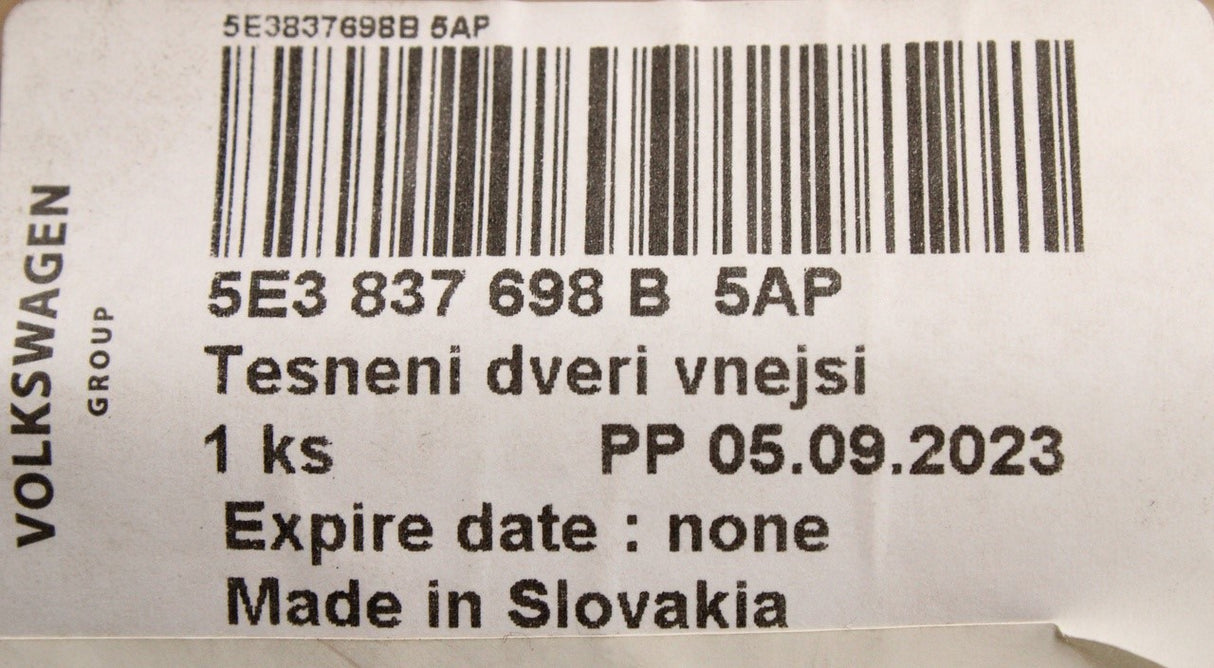 5E3837698B 5AP
5E3 837 698 B 5AP
Tesneni dveri vnejsi
1 ks PP 05.09.2023
Expire date : none
Made in Slovakia
VOLKSWAGEN
GROUP